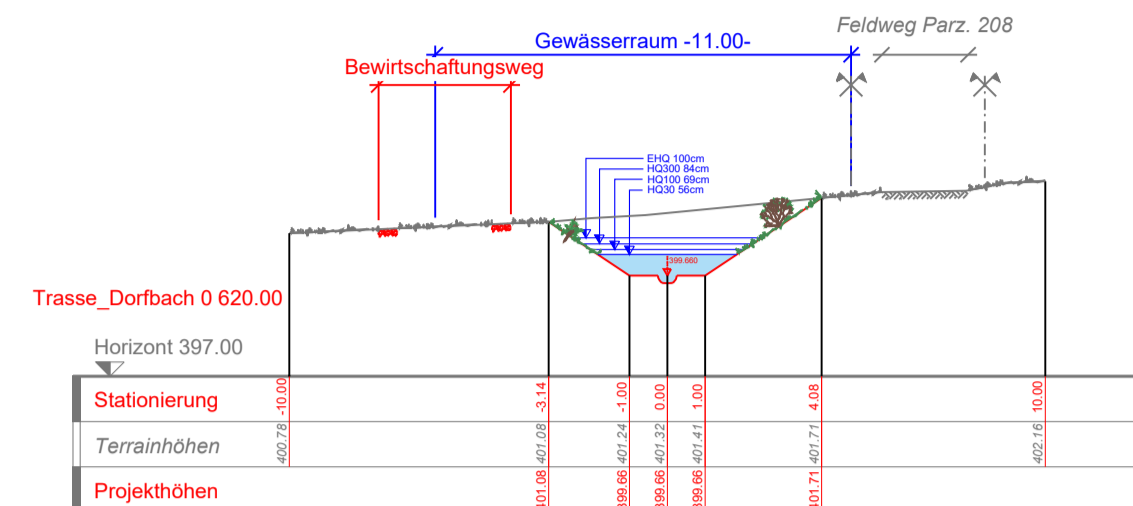 Feldweg Parz. 208
Gewässerraum -11.00-
Bewirtschaftungsweg
EHQ 100cm
HQ300 84cm
HQ100 69cm
HQ30 56cm
399.660
Trasse_Dorfbach 0 620.00
Horizont 397.00
Stationierung -10.00 -3.14 -1.00 0.00 1.00 4.08 10.00
Terrainhöhen 400.78 401.08 401.24 401.32 401.41 401.71 402.16
Projekthöhen 401.08 399.66 399.66 399.66 401.71